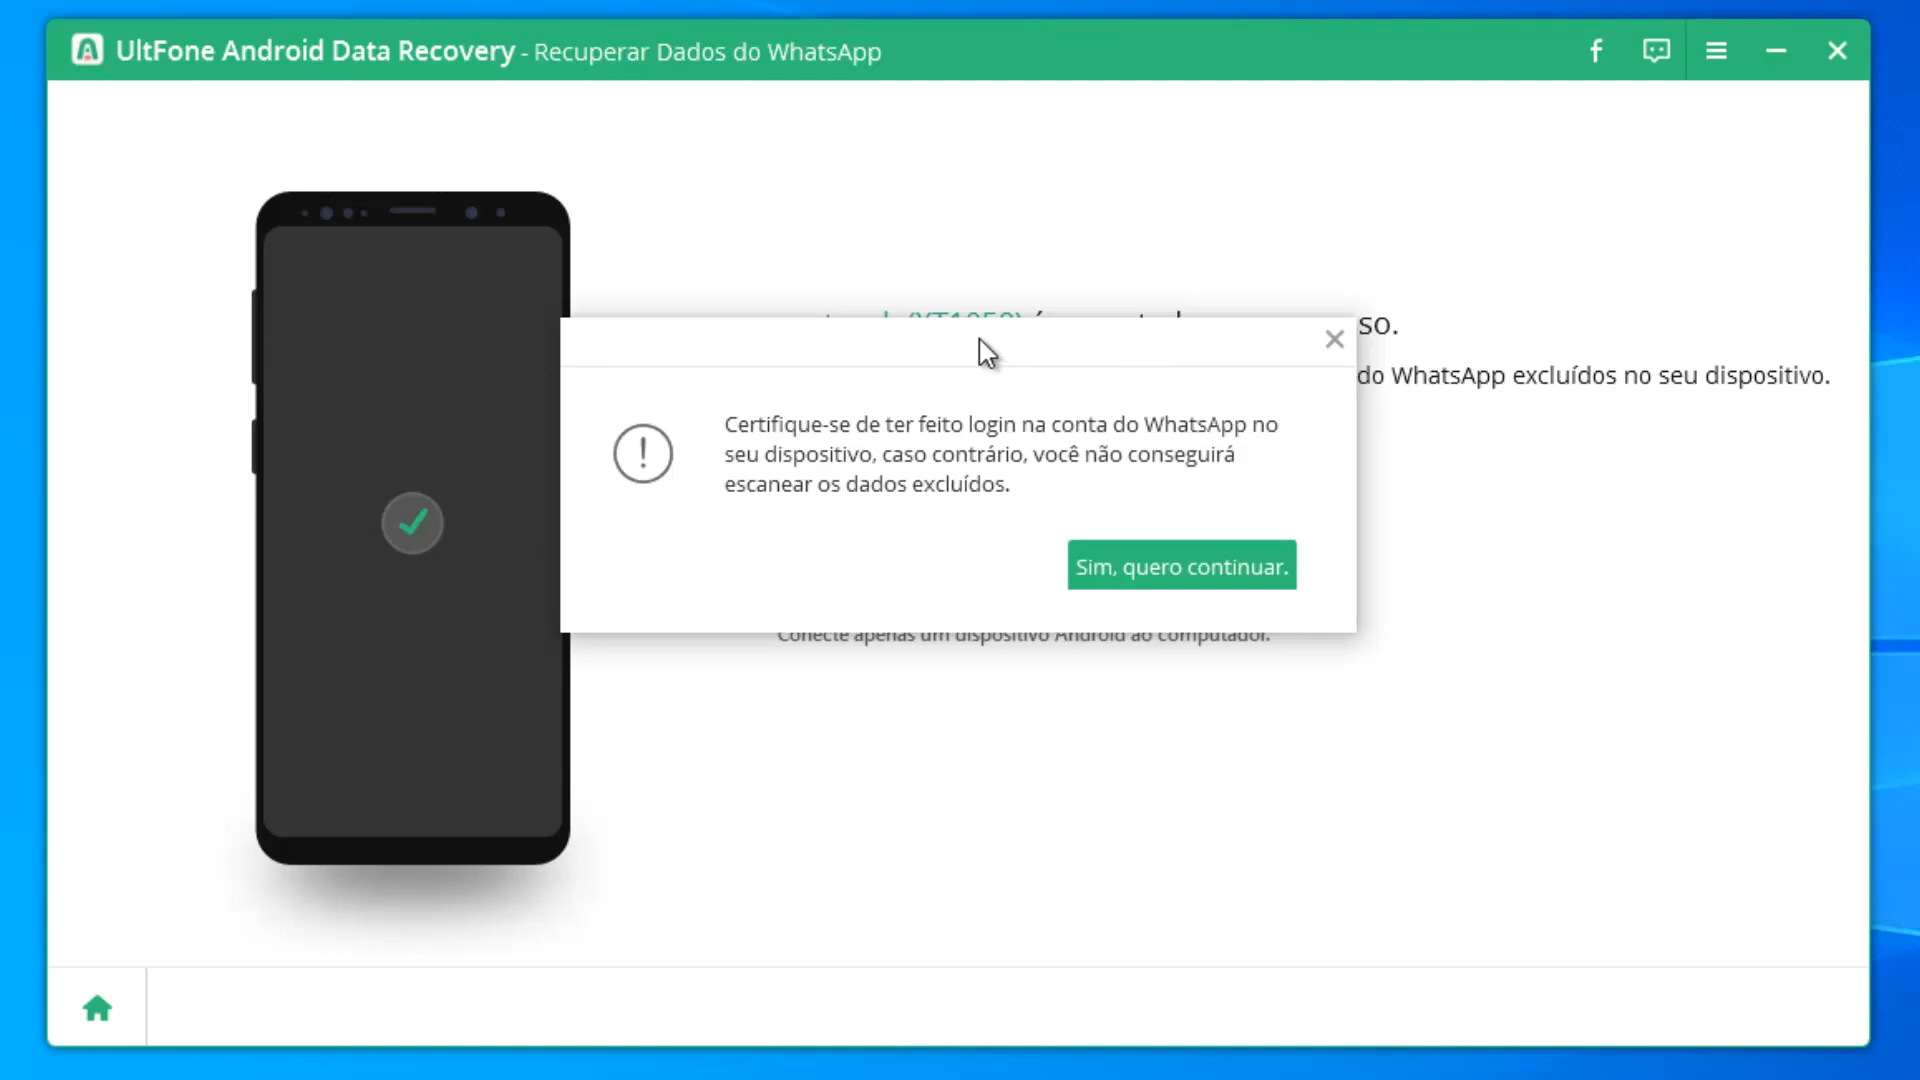 UltFone Android Data Recovery - Recuperar Dados do WhatsApp
so.
do WhatsApp excluídos no seu dispositivo.
Certifique-se de ter feito login na conta do WhatsApp no
seu dispositivo, caso contrário, você não conseguirá
escanear os dados excluídos.
Sim, quero continuar.
Conecte apenas um dispositivo Android ao computador.